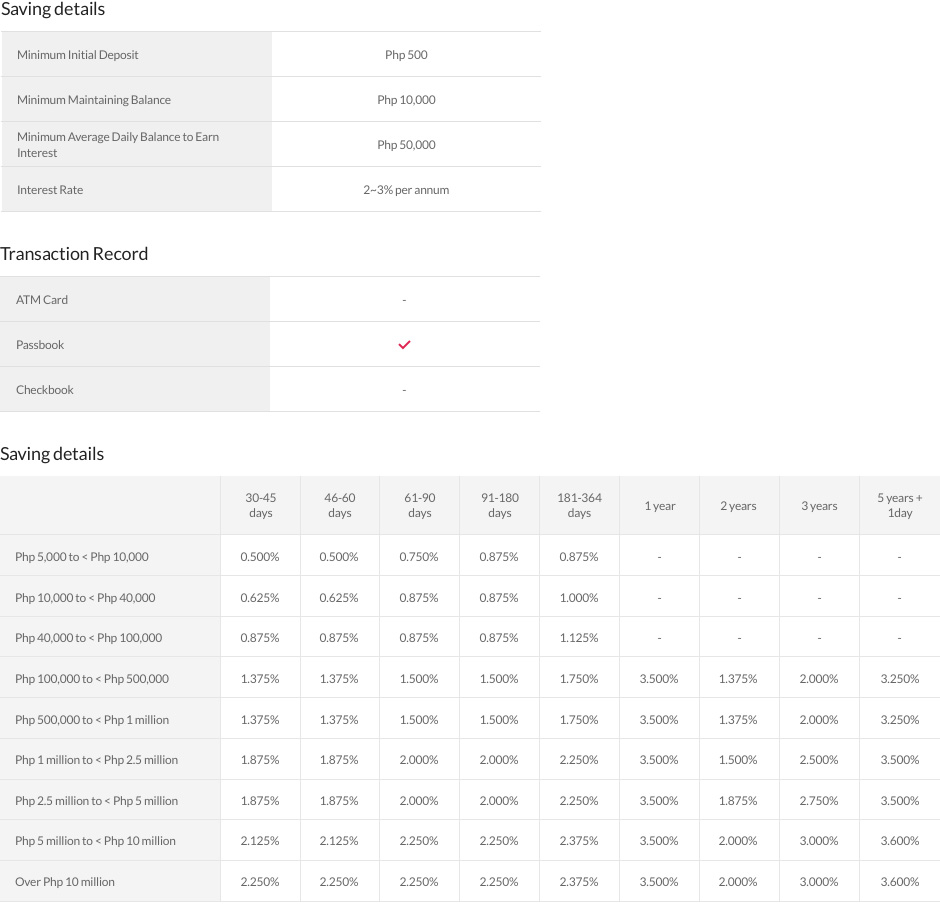 Saving details
Minimum Initial Deposit Php 500
Minimum Maintaining Balance Php 10,000
Minimum Average Daily Balance to Earn
Interest Php 50,000
Interest Rate 2~3% per annum
Transaction Record
ATM Card -
Passbook ✓
Checkbook -
Saving details
30-45 days 46-60 days 61-90 days 91-180 days 181-364 days 1 year 2 years 3 years 5 years + 1day
Php 5,000 to < Php 10,000 0.500% 0.500% 0.750% 0.875% 0.875% - - - -
Php 10,000 to < Php 40,000 0.625% 0.625% 0.875% 0.875% 1.000% - - - -
Php 40,000 to < Php 100,000 0.875% 0.875% 0.875% 0.875% 1.125% - - - -
Php 100,000 to < Php 500,000 1.375% 1.375% 1.500% 1.500% 1.750% 3.500% 1.375% 2.000% 3.250%
Php 500,000 to < Php 1 million 1.375% 1.375% 1.500% 1.500% 1.750% 3.500% 1.375% 2.000% 3.250%
Php 1 million to < Php 2.5 million 1.875% 1.875% 2.000% 2.000% 2.250% 3.500% 1.500% 2.500% 3.500%
Php 2.5 million to < Php 5 million 1.875% 1.875% 2.000% 2.000% 2.250% 3.500% 1.875% 2.750% 3.500%
Php 5 million to < Php 10 million 2.125% 2.125% 2.250% 2.250% 2.375% 3.500% 2.000% 3.000% 3.600%
Over Php 10 million 2.250% 2.250% 2.250% 2.250% 2.375% 3.500% 2.000% 3.000% 3.600%